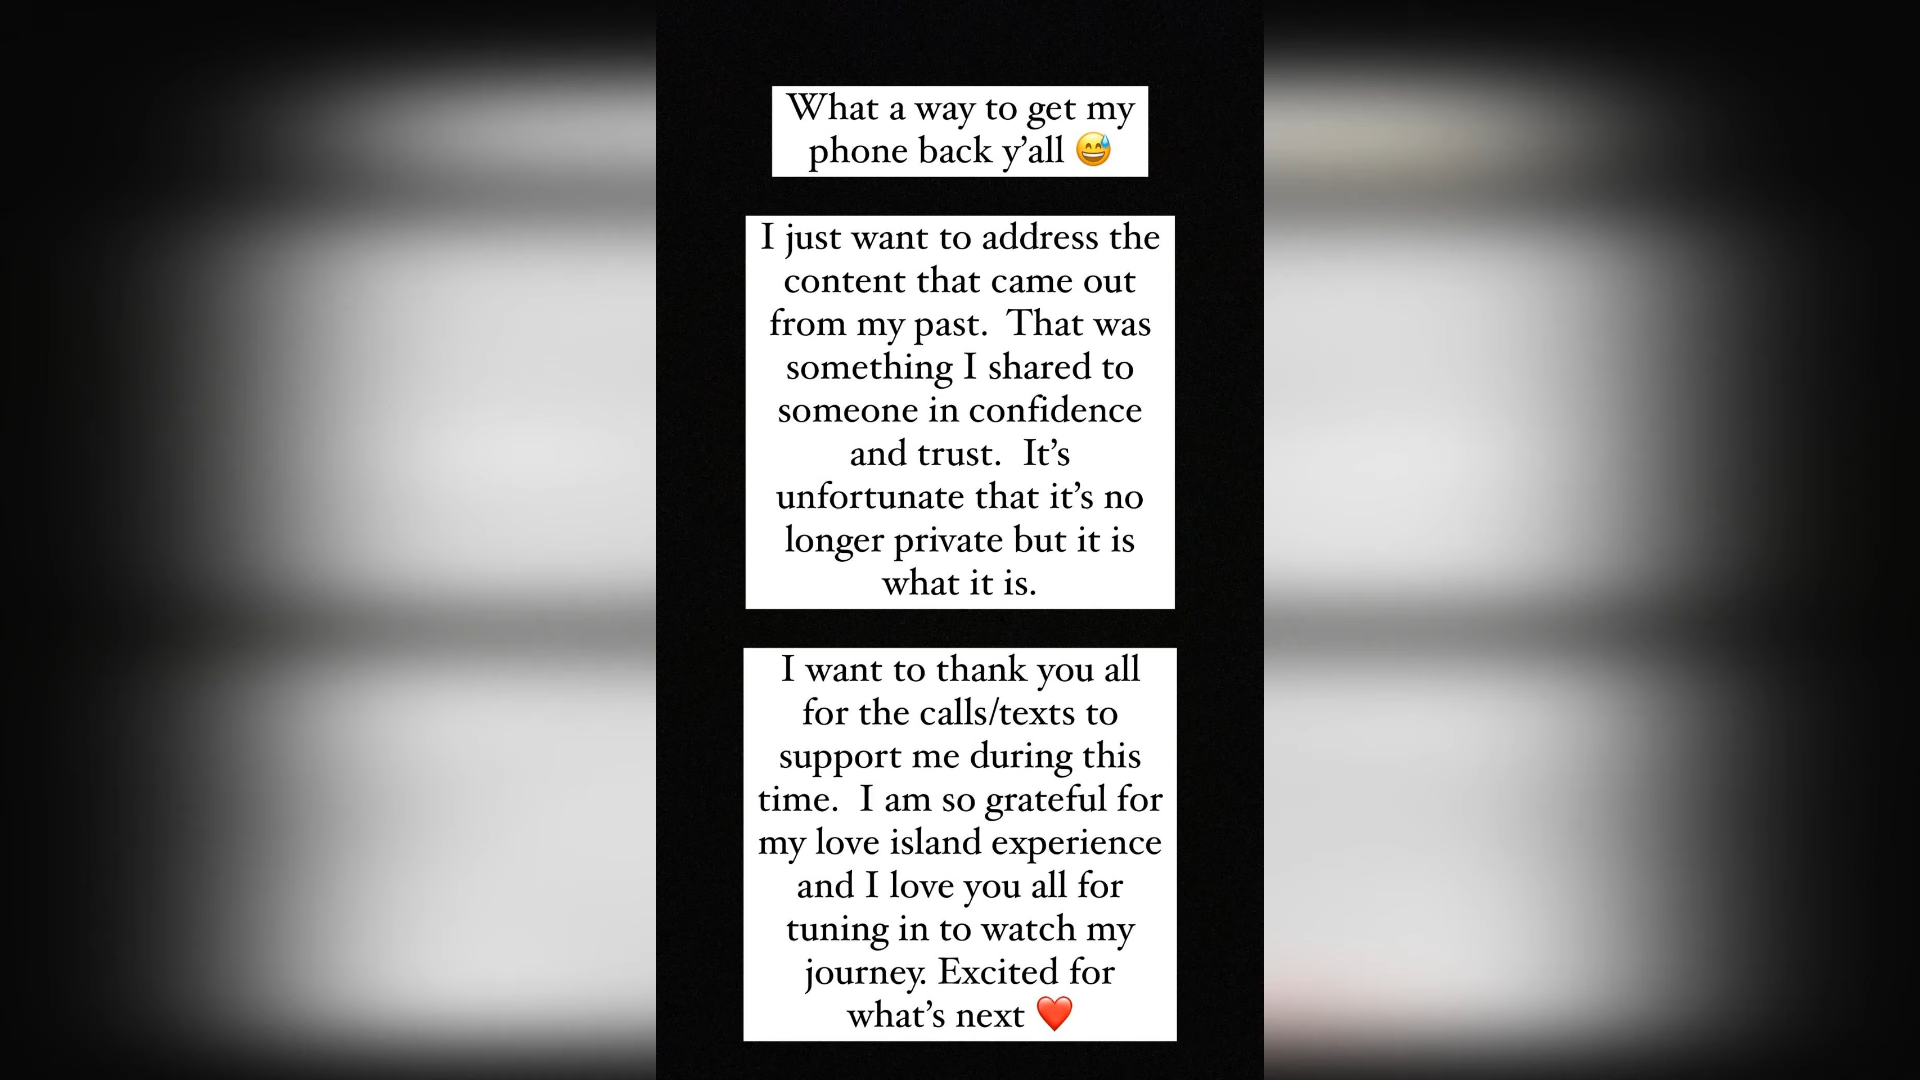 What a way to get my
phone back y’all 😅
I just want to address the
content that came out
from my past.  That was
something I shared to
someone in confidence
and trust.  It’s
unfortunate that it’s no
longer private but it is
what it is.
I want to thank you all
for the calls/texts to
support me during this
time.  I am so grateful for
my love island experience
and I love you all for
tuning in to watch my
journey. Excited for
what’s next ❤️